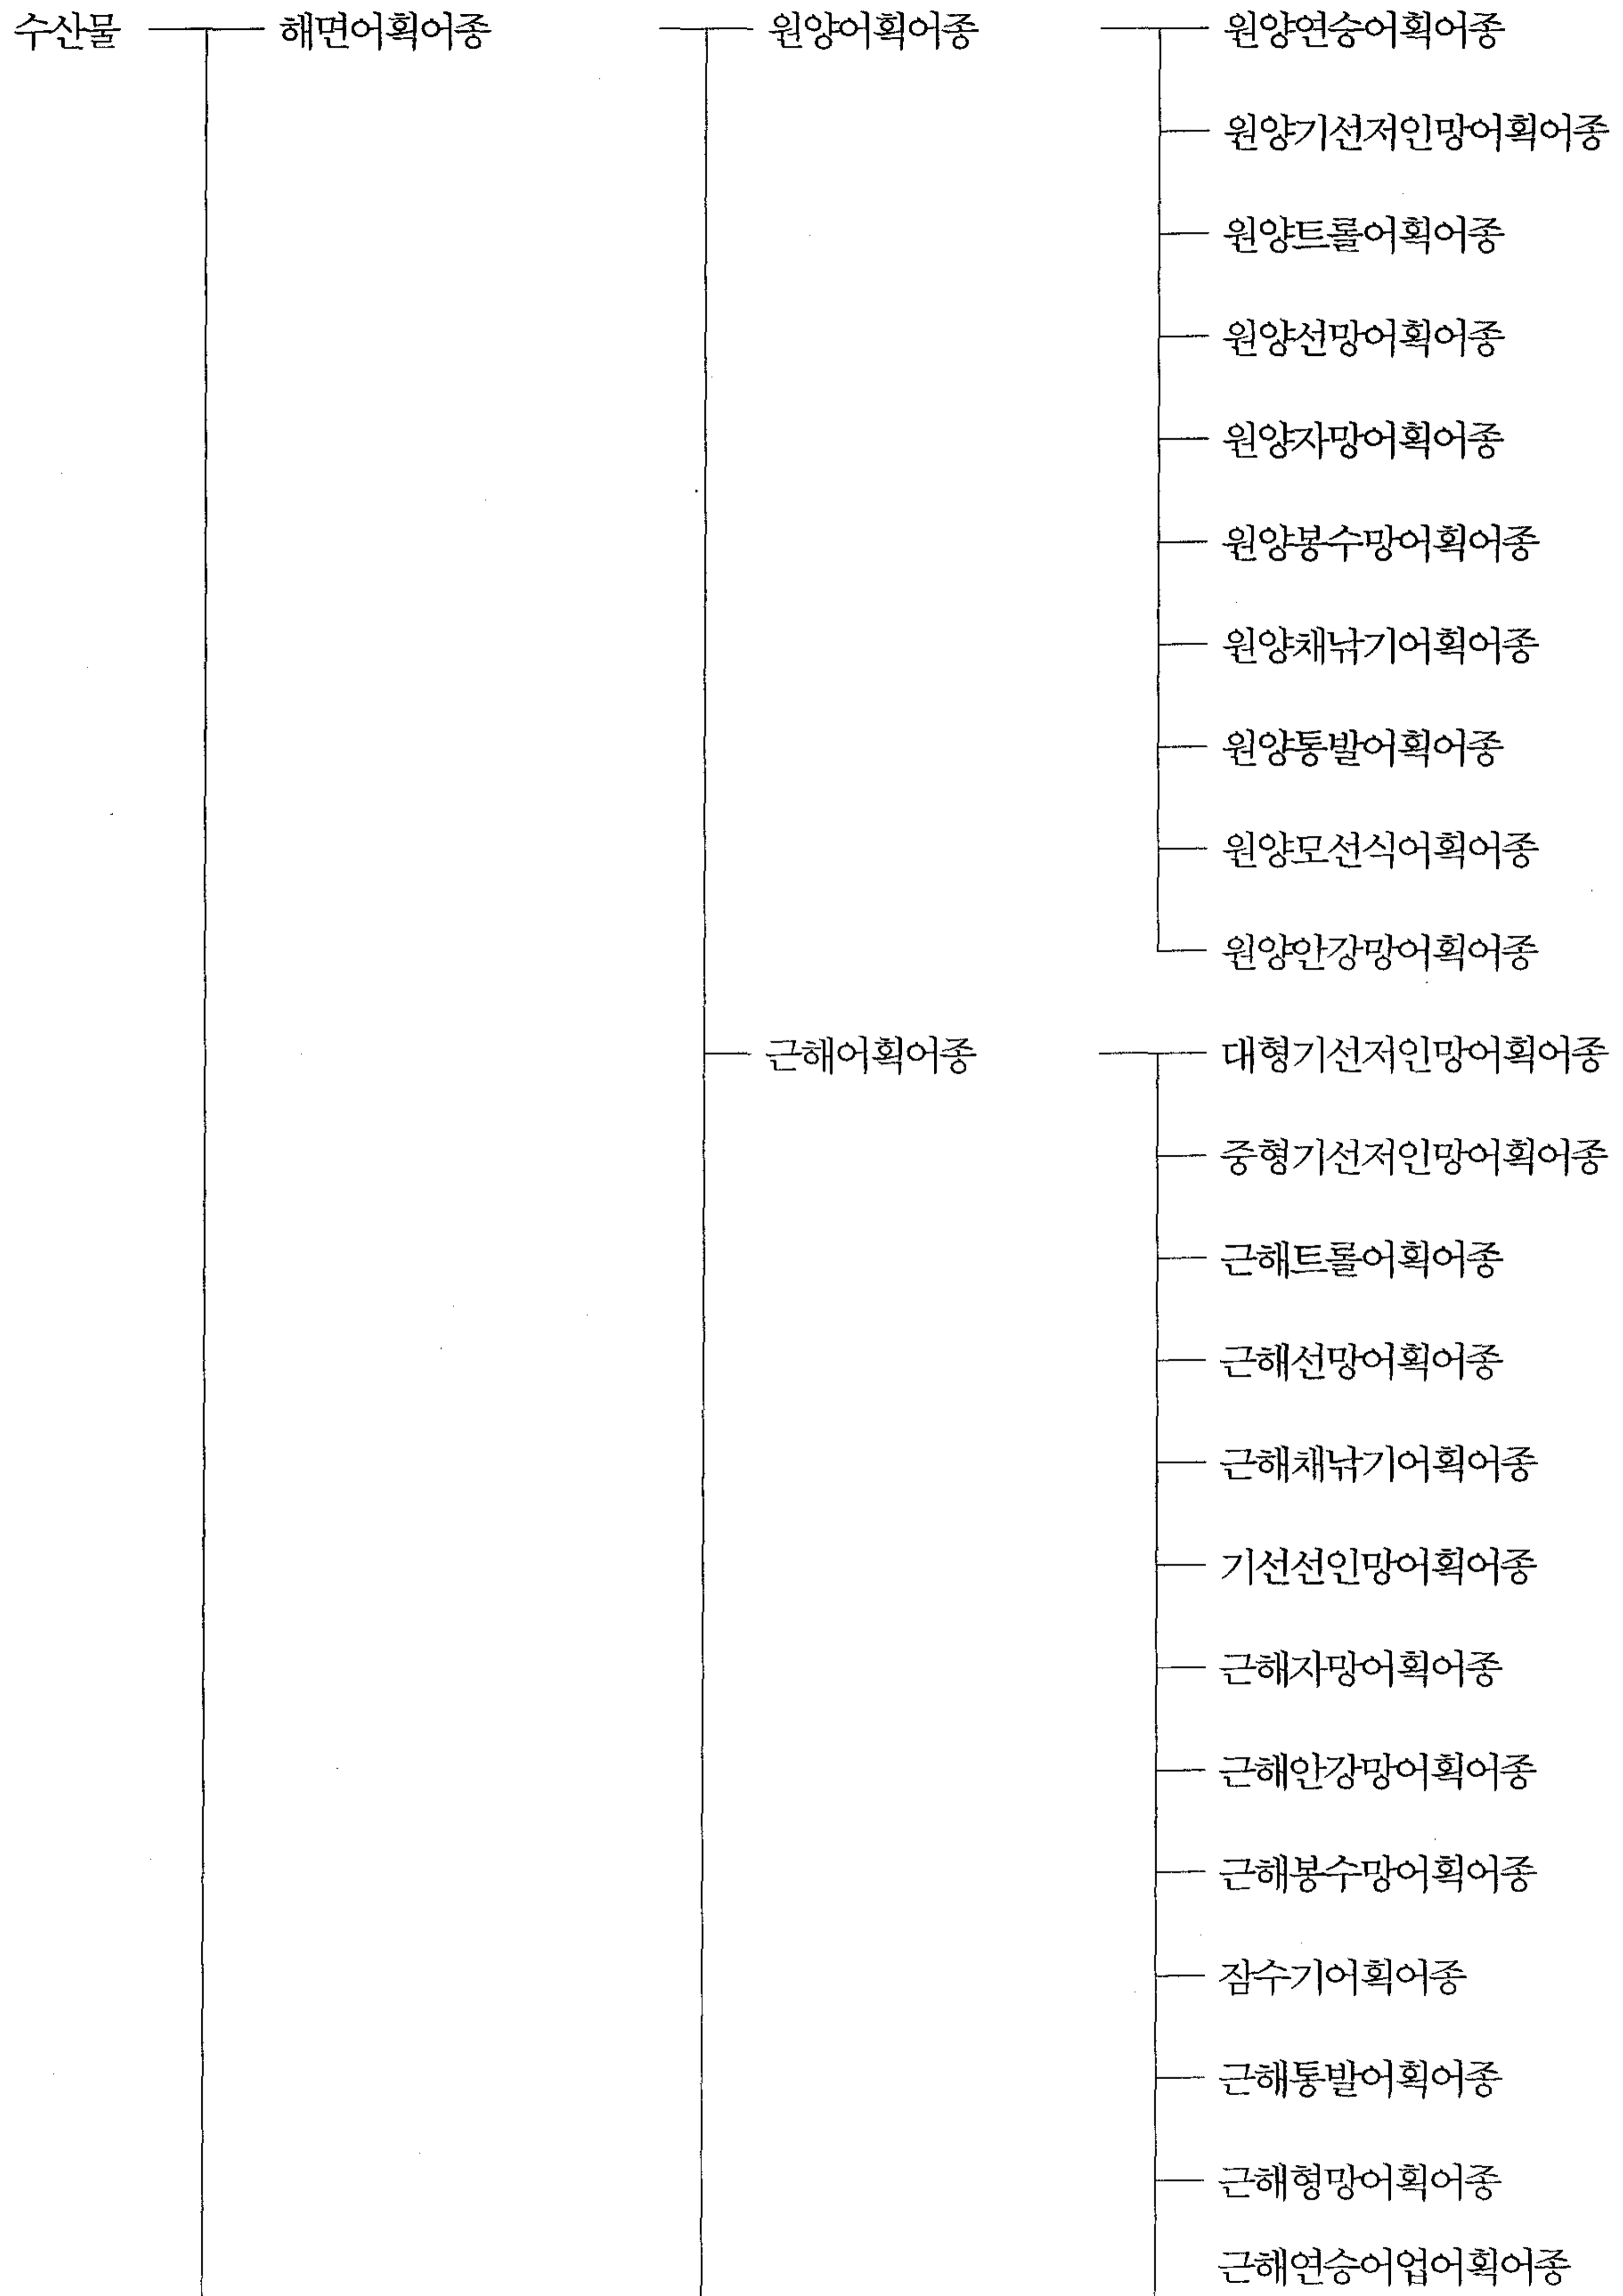 수산물 해면어획어종 원양어획어종 원양연승어획어종
원양기선저인망어획어종
원양트롤어획어종
원양선망어획어종
원양자망어획어종
원양봉수망어획어종
원양채낚기어획어종
원양통발어획어종
원양모선식어획어종
원양안강망어획어종
근해어획어종 대형기선저인망어획어종
중형기선저인망어획어종
근해트롤어획어종
근해선망어획어종
근해채낚기어획어종
기선선인망어획어종
근해자망어획어종
근해안강망어획어종
근해봉수망어획어종
잠수기어획어종
근해통발어획어종
근해형망어획어종
근해연승어업어획어종